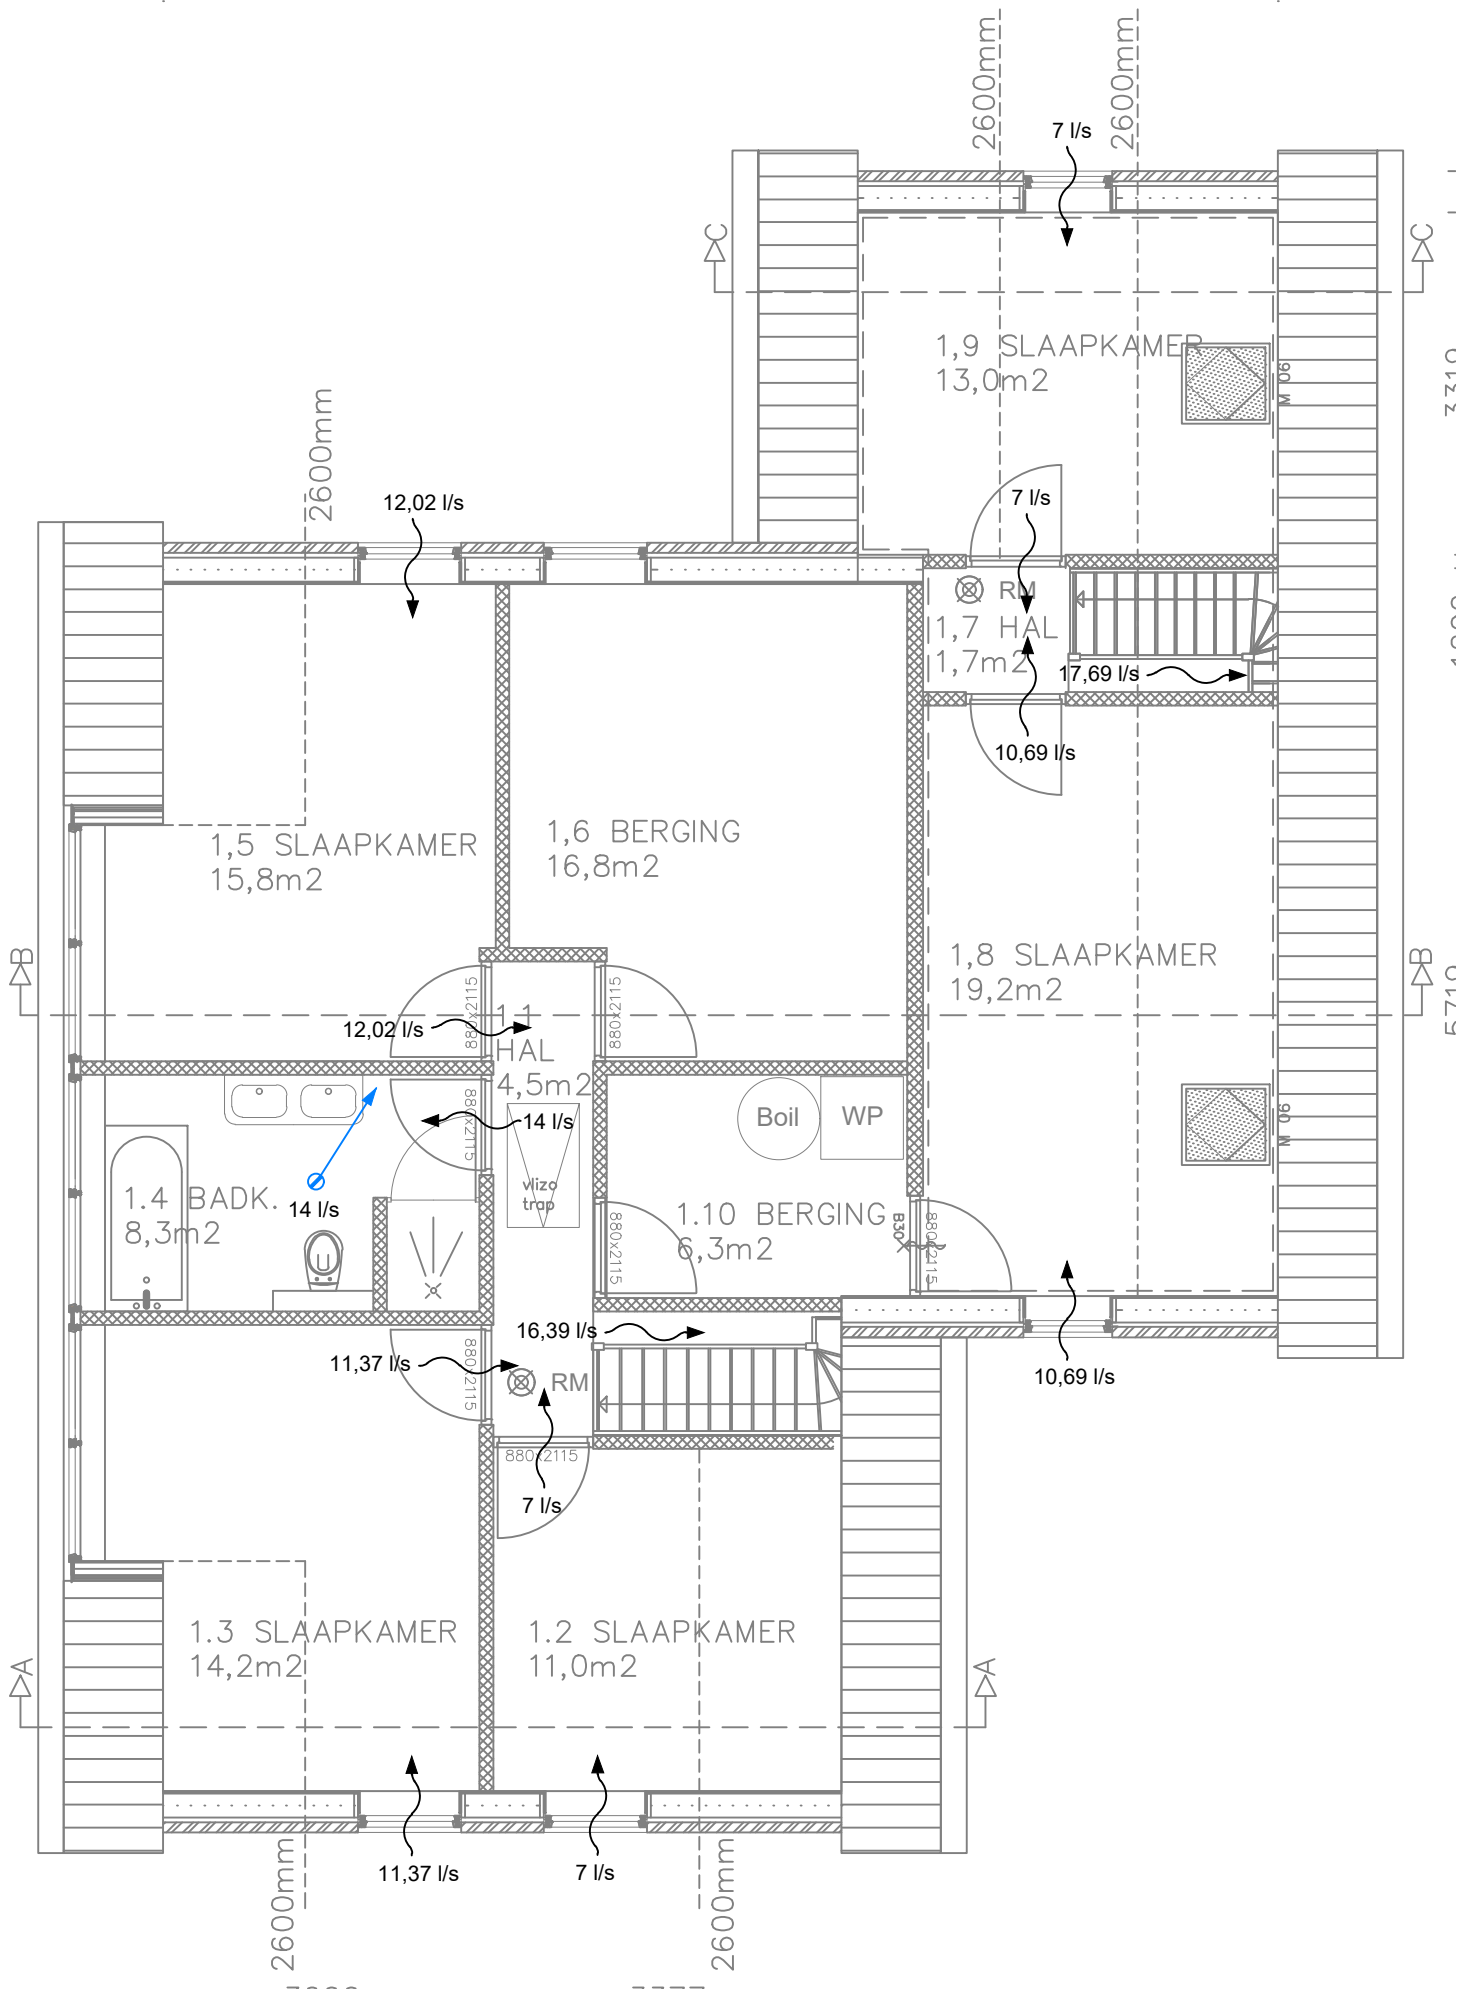 2600mm
2600mm
7 l/s
C
C
1,9 SLAAPKAMER
13,0m2
M 06
3310
2600mm
12,02 l/s
7 l/s
RM
1,7 HAL
1,7m2
17,69 l/s
10,69 l/s
1,5 SLAAPKAMER
15,8m2
1,6 BERGING
16,8m2
1,8 SLAAPKAMER
19,2m2
B
B
5710
880x2115
880x2115
1.1
HAL
4,5m2
12,02 l/s
880x2115
14 l/s
Boil
WP
M 06
vlizo
trap
1.4 BADK.
8,3m2
14 l/s
1.10 BERGING
6,3m2
880x2115
B30
880x2115
16,39 l/s
11,37 l/s
880x2115
RM
10,69 l/s
880x2115
7 l/s
1.3 SLAAPKAMER
14,2m2
1.2 SLAAPKAMER
11,0m2
A
A
11,37 l/s
7 l/s
2600mm
2600mm